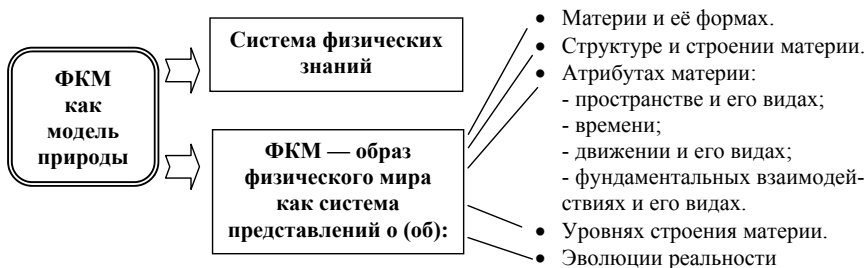 ФКМ
как
модель
природы
Система физических
знаний
ФКМ — образ
физического мира
как система
представлений о (об):
• Материи и её формах.
• Структуре и строении материи.
• Атрибутах материи:
- пространстве и его видах;
- времени;
- движении и его видах;
- фундаментальных взаимодей-
ствиях и его видах.
• Уровнях строения материи.
• Эволюции реальности